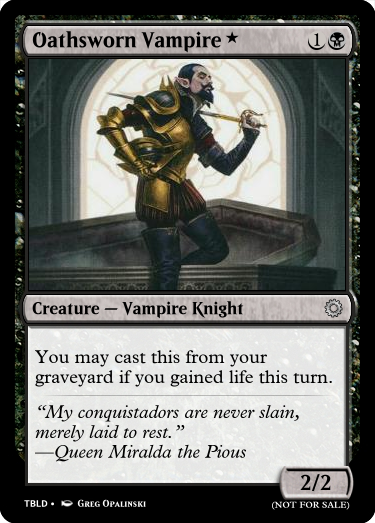 Oathsworn Vampire ★
1
Creature — Vampire Knight
You may cast this from your
graveyard if you gained life this turn.
“My conquistadors are never slain,
merely laid to rest.”
—Queen Miralda the Pious
2/2
TBLD • Greg Opalinski
(NOT FOR SALE)